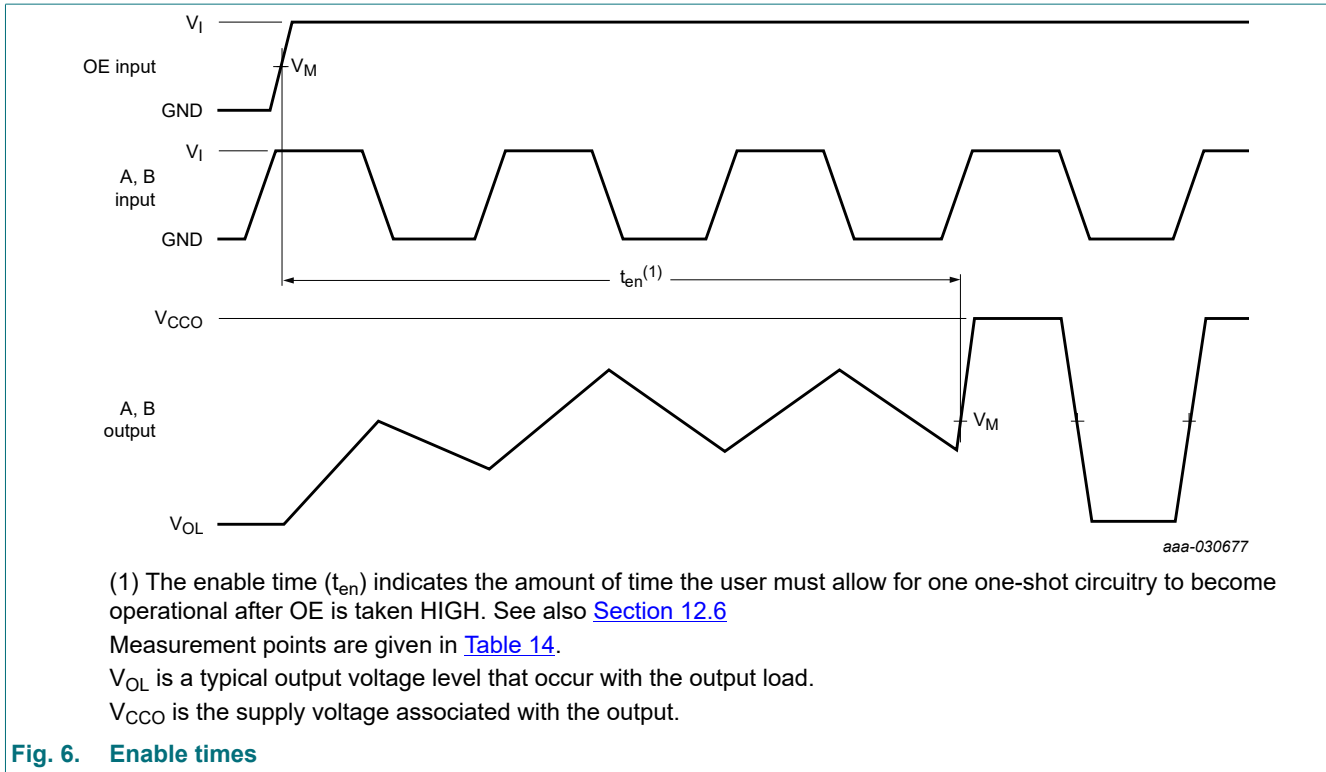 V_I
OE input
V_M
GND
V_I
A, B
input
GND
t_en(1)
V_CCO
A, B
output
V_M
V_OL
aaa-030677
(1) The enable time (t_en) indicates the amount of time the user must allow for one one-shot circuitry to become
operational after OE is taken HIGH. See also Section 12.6
Measurement points are given in Table 14.
V_OL is a typical output voltage level that occur with the output load.
V_CCO is the supply voltage associated with the output.
Fig. 6. Enable times